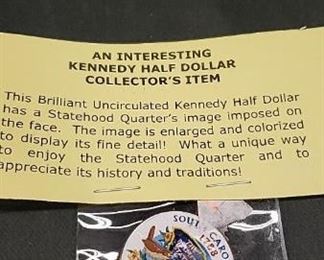 AN INTERESTING
KENNEDY HALF DOLLAR
COLLECTOR'S ITEM
This Brilliant Uncirculated Kennedy Half Dollar
has a Statehood Quarter's image imposed on
the face. The image is enlarged and colorized
to display its fine detail! What a unique way
to enjoy the Statehood Quarter and to
appreciate its history and traditions!
SOUTH CARO
1788